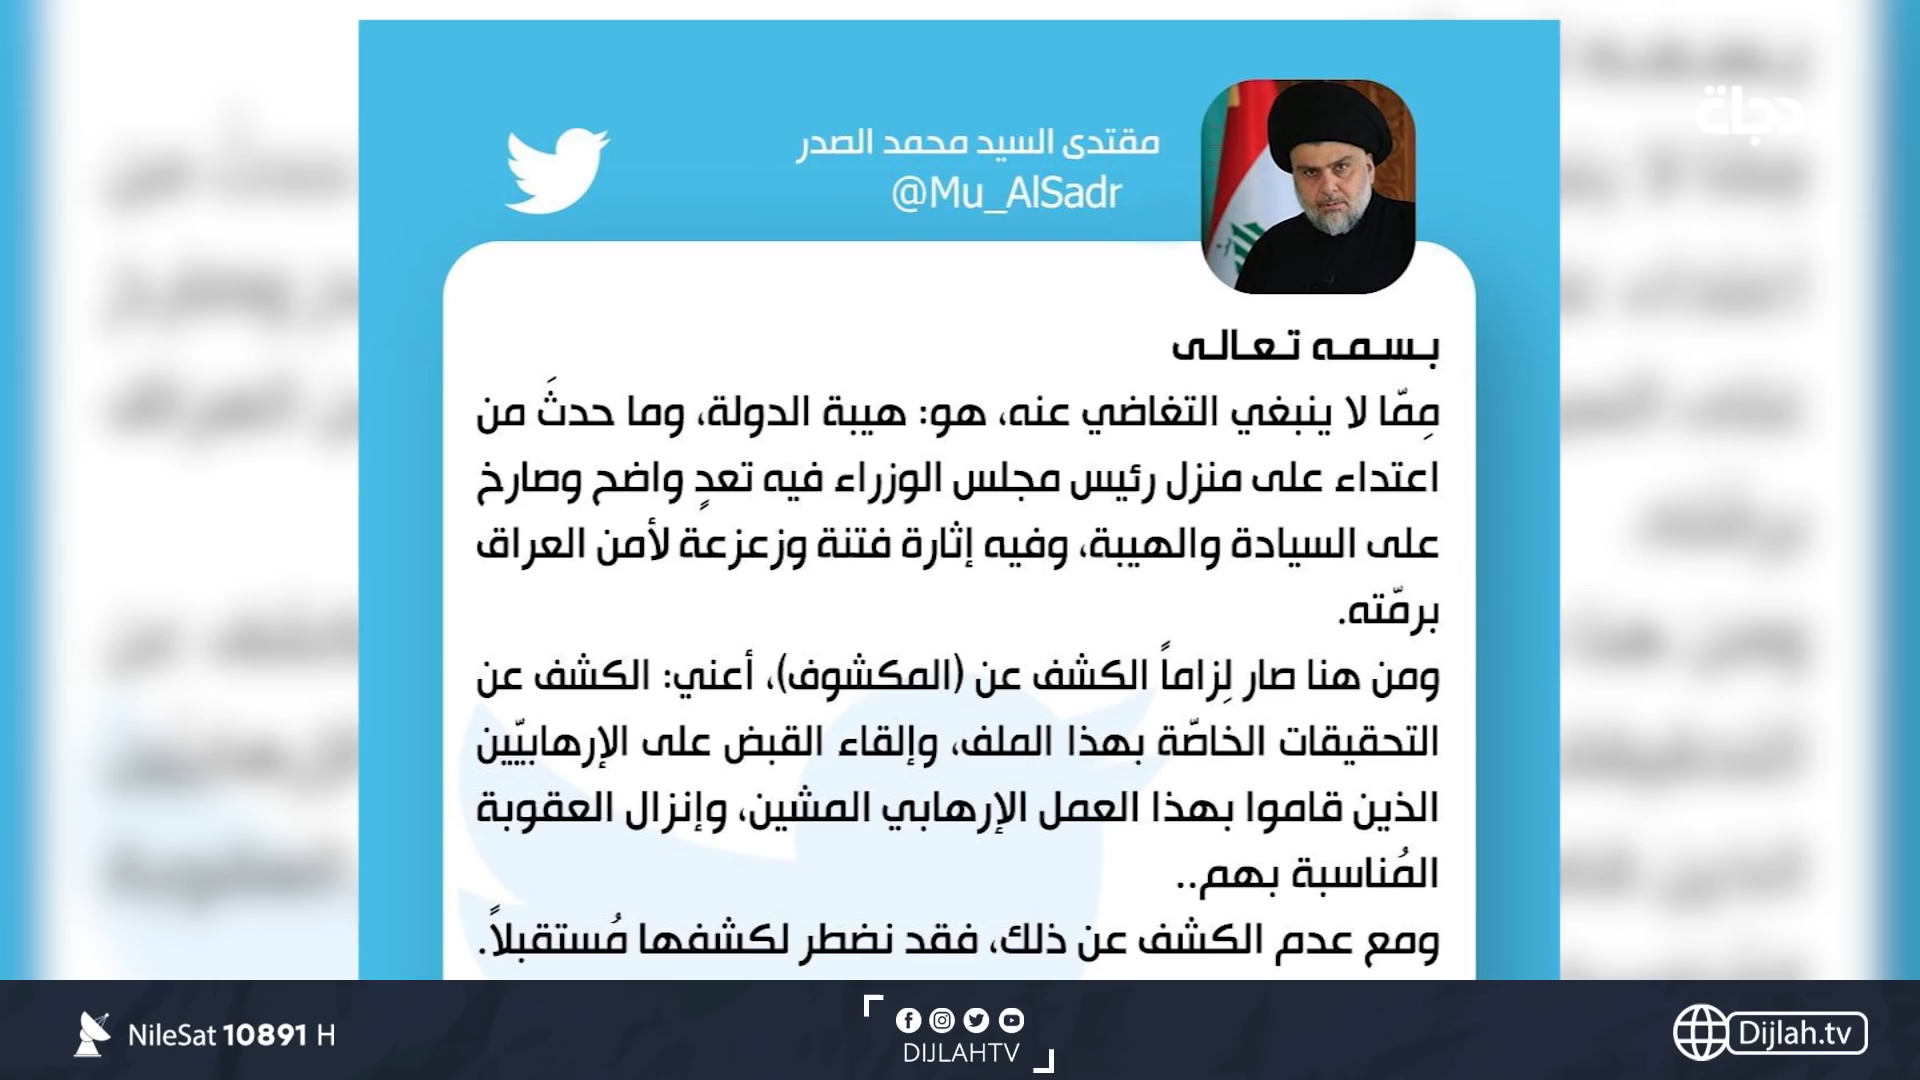 دجلة
مقتدى السيد محمد الصدر
@Mu_AlSadr
بسمه تعالى
مِمّا لا ينبغي التغاضي عنه، هو: هيبة الدولة، وما حدثَ من
اعتداء على منزل رئيس مجلس الوزراء فيه تعدٍ واضح وصارخ
على السيادة والهيبة، وفيه إثارة فتنة وزعزعة لأمن العراق
برمّته.
ومن هنا صار لِزاماً الكشف عن (المكشوف)، أعني: الكشف عن
التحقيقات الخاصّة بهذا الملف، وإلقاء القبض على الإرهابيّين
الذين قاموا بهذا العمل الإرهابي المشين، وإنزال العقوبة
المُناسبة بهم..
ومع عدم الكشف عن ذلك، فقد نضطر لكشفها مُستقبلاً.
NileSat 10891 H
DIJLAHTV
Dijlah.tv